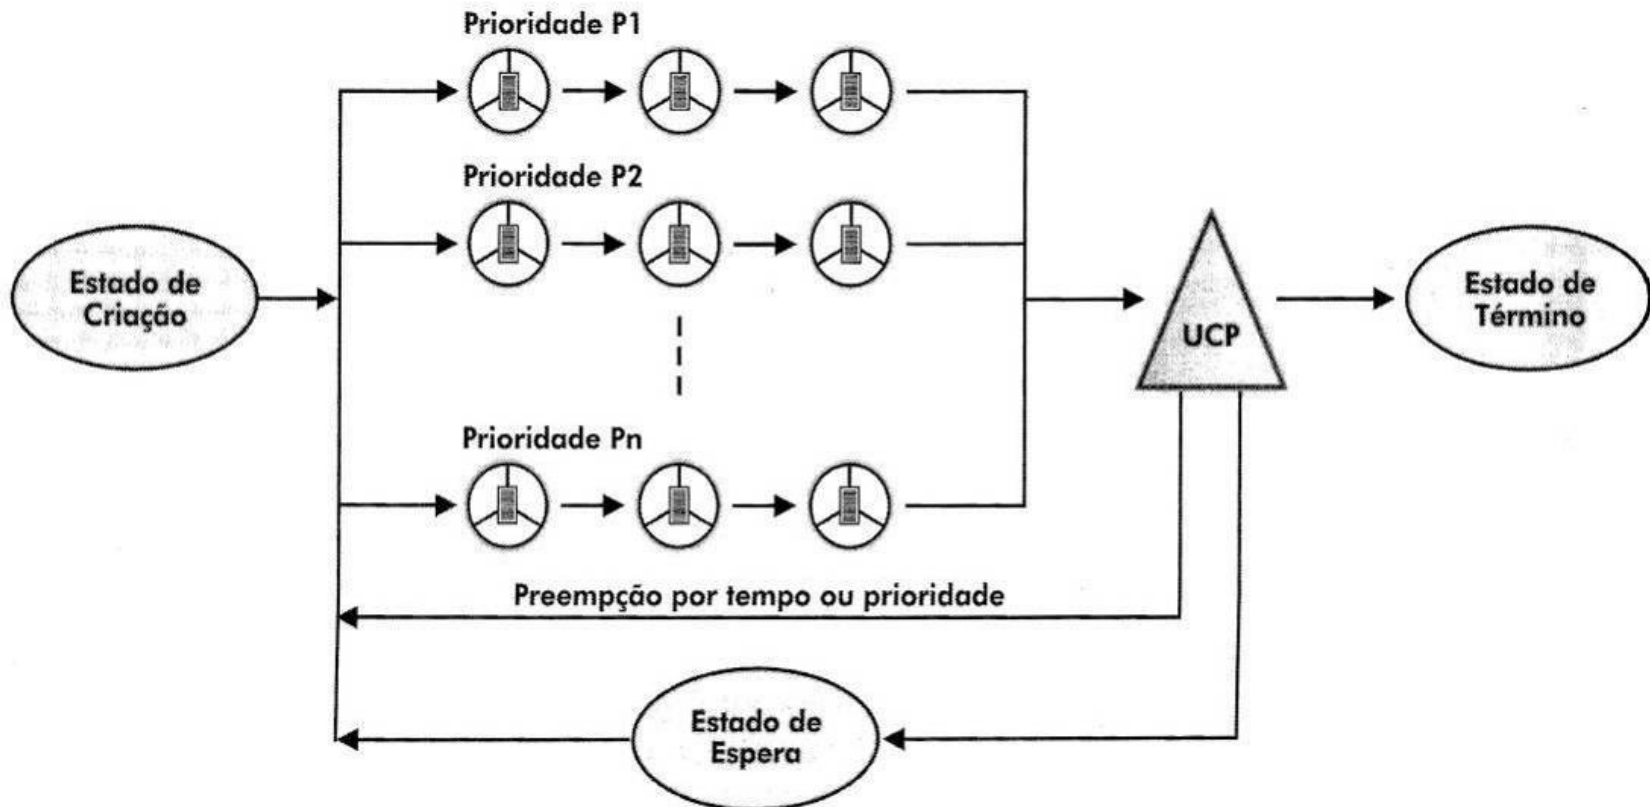 Prioridade P1
Prioridade P2
Estado de
Criação
UCP
Estado de
Término
Prioridade Pn
Preempção por tempo ou prioridade
Estado de
Espera